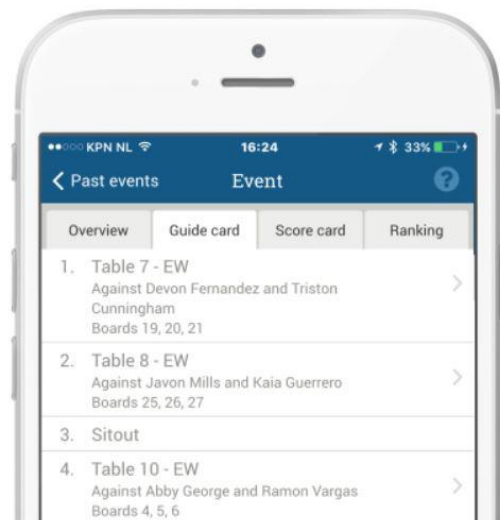 KPN NL 16:24 33%
Past events Event ?
Overview Guide card Score card Ranking
1. Table 7 - EW
Against Devon Fernandez and Triston
Cunningham
Boards 19, 20, 21
2. Table 8 - EW
Against Javon Mills and Kaia Guerrero
Boards 25, 26, 27
3. Sitout
4. Table 10 - EW
Against Abby George and Ramon Vargas
Boards 4, 5, 6